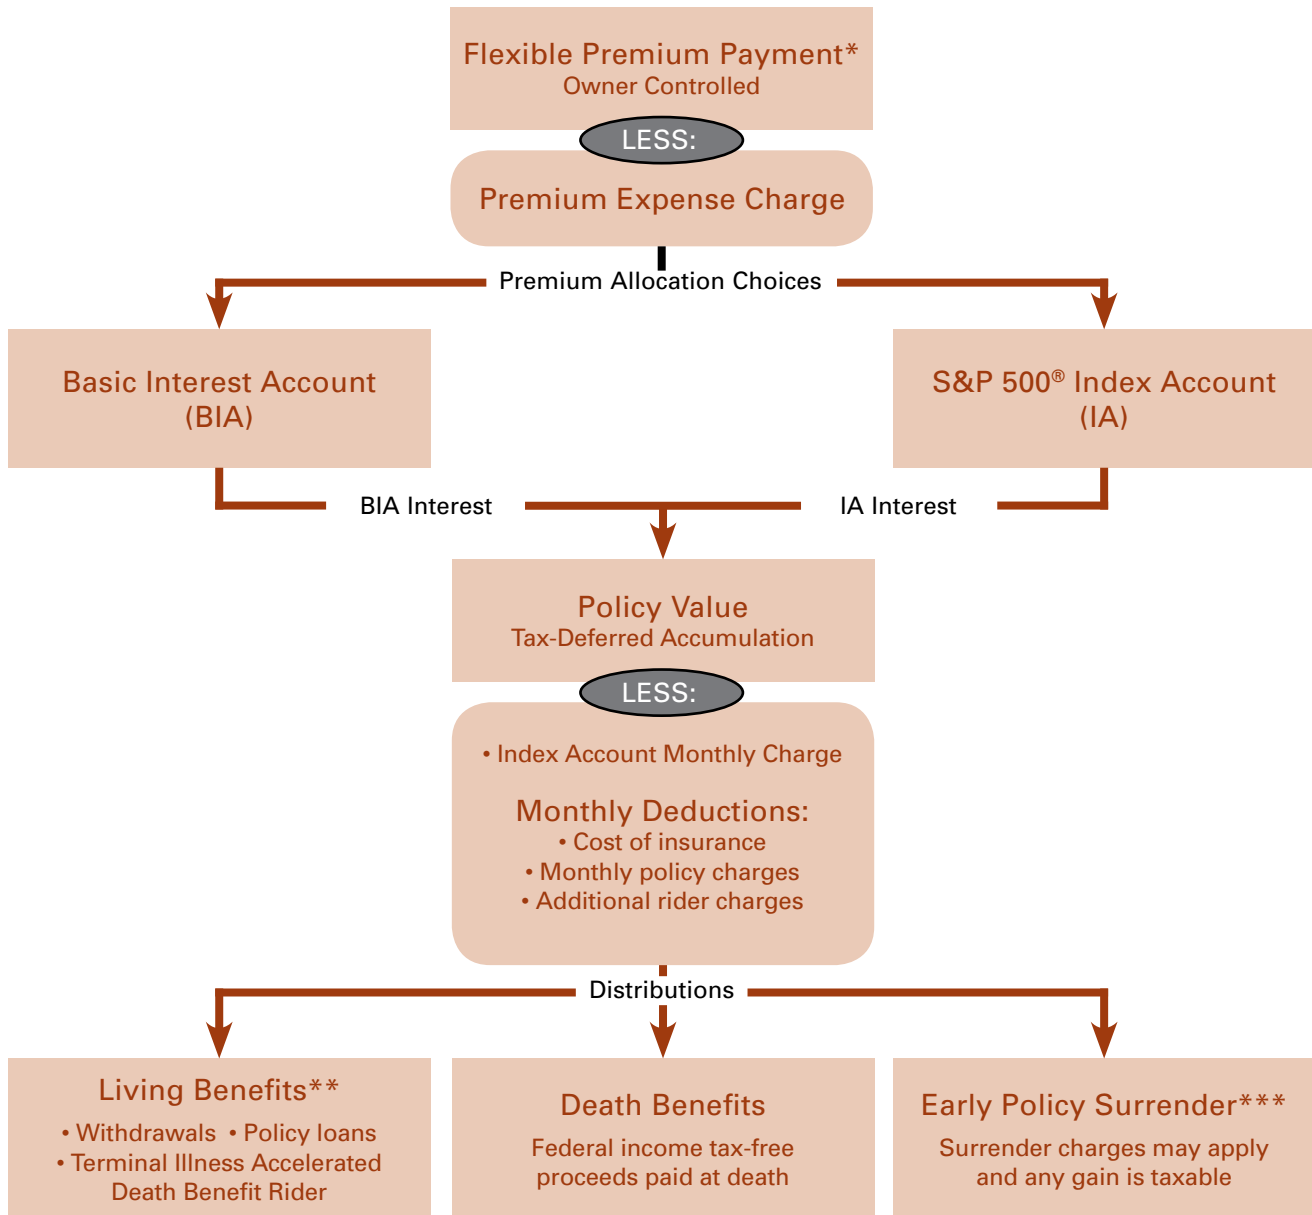 Flexible Premium Payment*
Owner Controlled
LESS:
Premium Expense Charge
Premium Allocation Choices
Basic Interest Account
(BIA)
S&P 500® Index Account
(IA)
BIA Interest
IA Interest
Policy Value
Tax-Deferred Accumulation
LESS:
• Index Account Monthly Charge
Monthly Deductions:
• Cost of insurance
• Monthly policy charges
• Additional rider charges
Distributions
Living Benefits**
• Withdrawals • Policy loans
• Terminal Illness Accelerated
Death Benefit Rider
Death Benefits
Federal income tax-free
proceeds paid at death
Early Policy Surrender***
Surrender charges may apply
and any gain is taxable